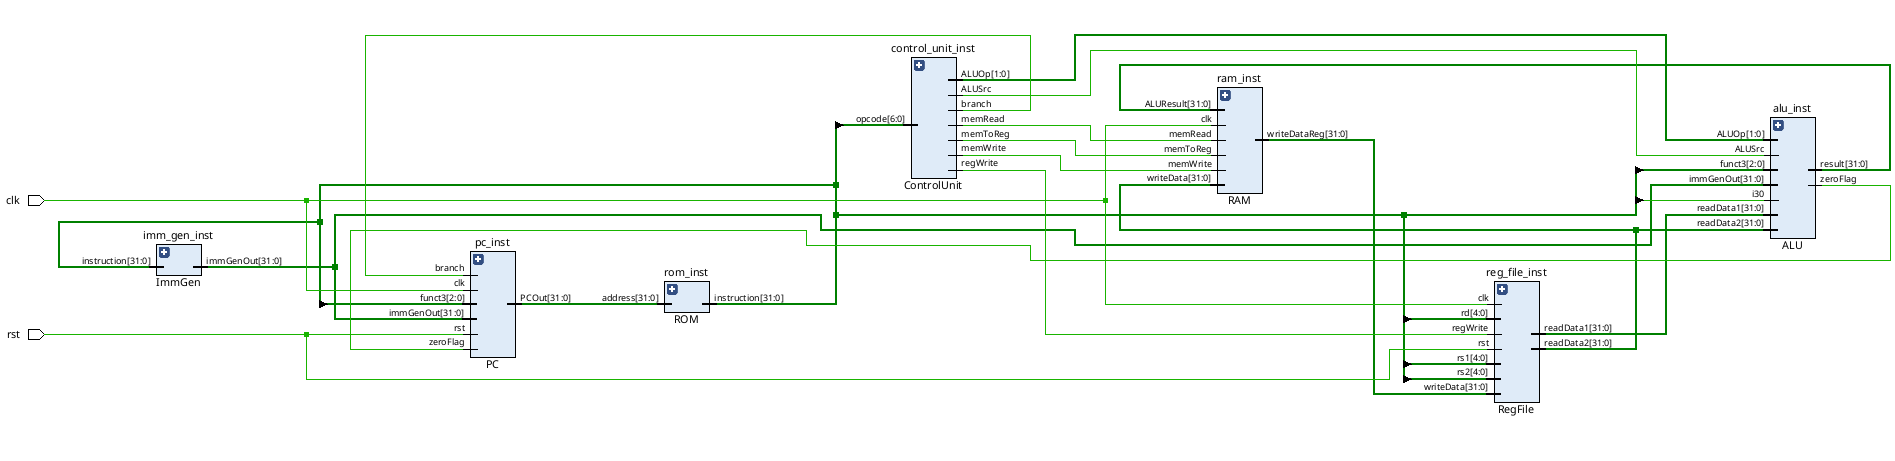 clk
rst
imm_gen_inst
instruction[31:0]
immGenOut[31:0]
ImmGen
pc_inst
branch
clk
funct3[2:0]
immGenOut[31:0]
rst
zeroFlag
PCOut[31:0]
PC
rom_inst
address[31:0]
instruction[31:0]
ROM
control_unit_inst
opcode[6:0]
ALUOp[1:0]
ALUSrc
branch
memRead
memToReg
memWrite
regWrite
ControlUnit
ram_inst
ALUResult[31:0]
clk
memRead
memToReg
memWrite
writeData[31:0]
writeDataReg[31:0]
RAM
reg_file_inst
clk
rd[4:0]
regWrite
rst
rs1[4:0]
rs2[4:0]
writeData[31:0]
readData1[31:0]
readData2[31:0]
RegFile
alu_inst
ALUOp[1:0]
ALUSrc
funct3[2:0]
immGenOut[31:0]
i30
readData1[31:0]
readData2[31:0]
result[31:0]
zeroFlag
ALU